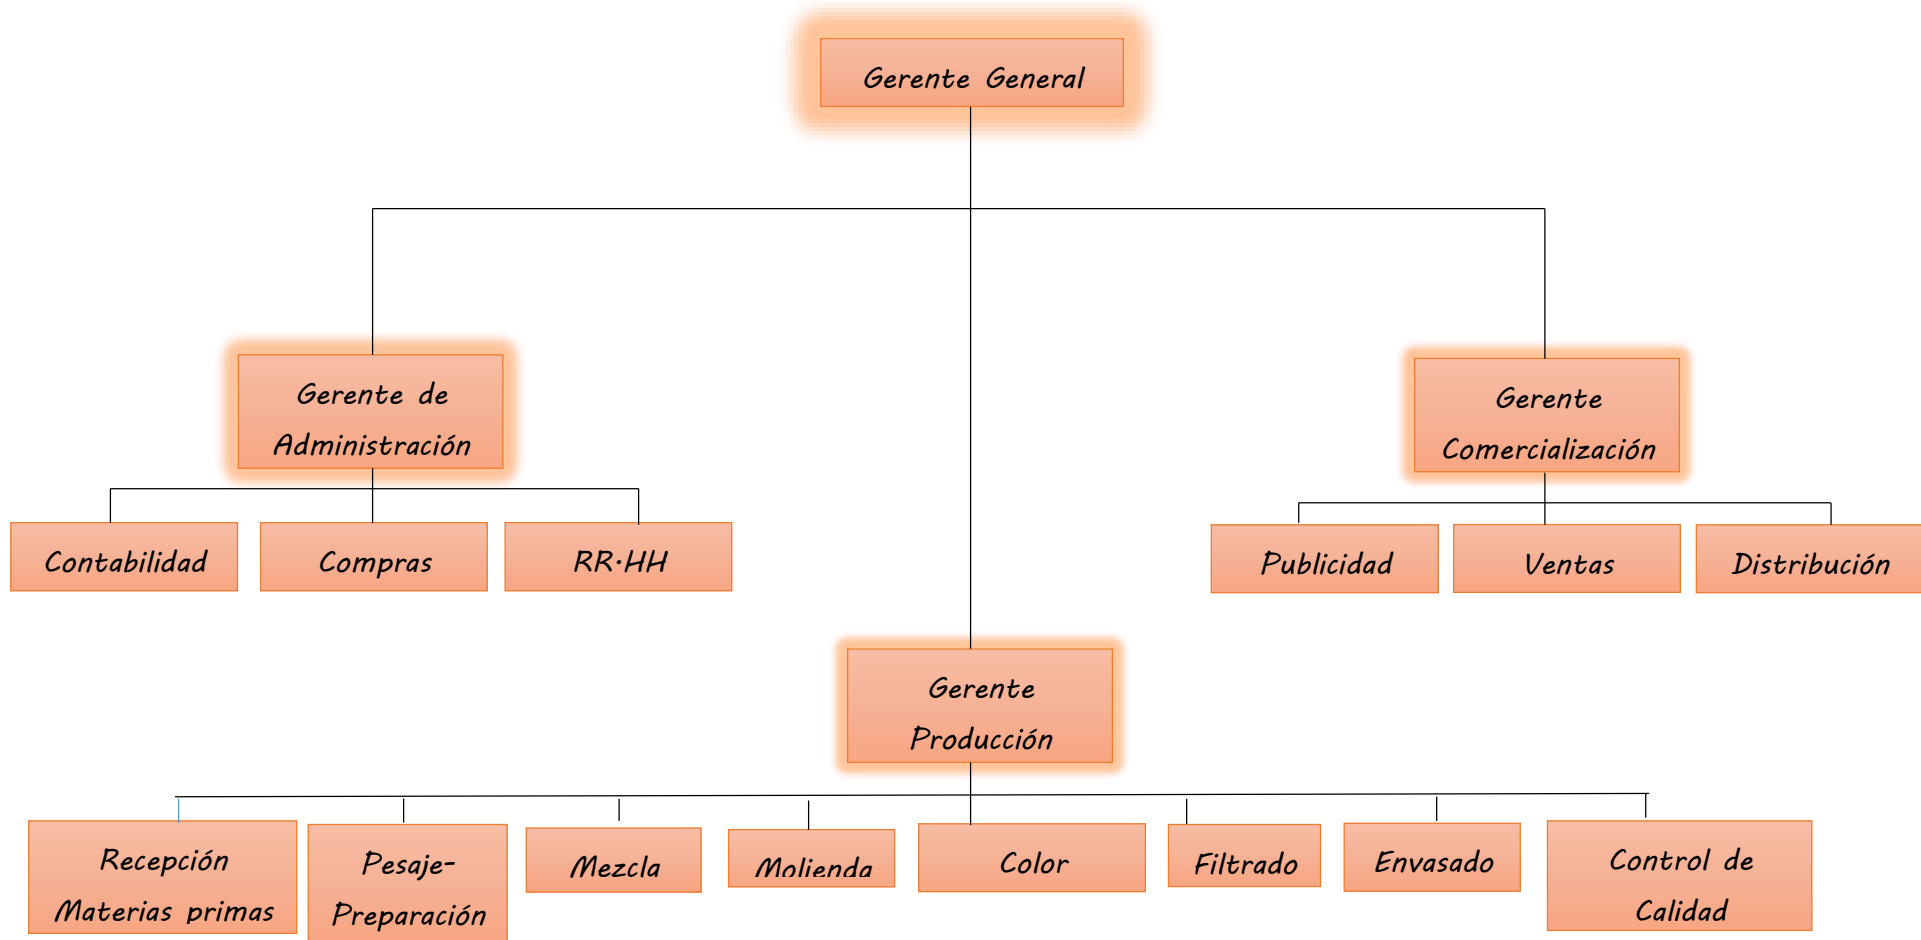 Gerente General
Gerente de
Administración
Gerente
Comercialización
Contabilidad
Compras
RR.HH
Publicidad
Ventas
Distribución
Gerente
Producción
Recepción
Materias primas
Pesaje-
Preparación
Mezcla
Molienda
Color
Filtrado
Envasado
Control de
Calidad